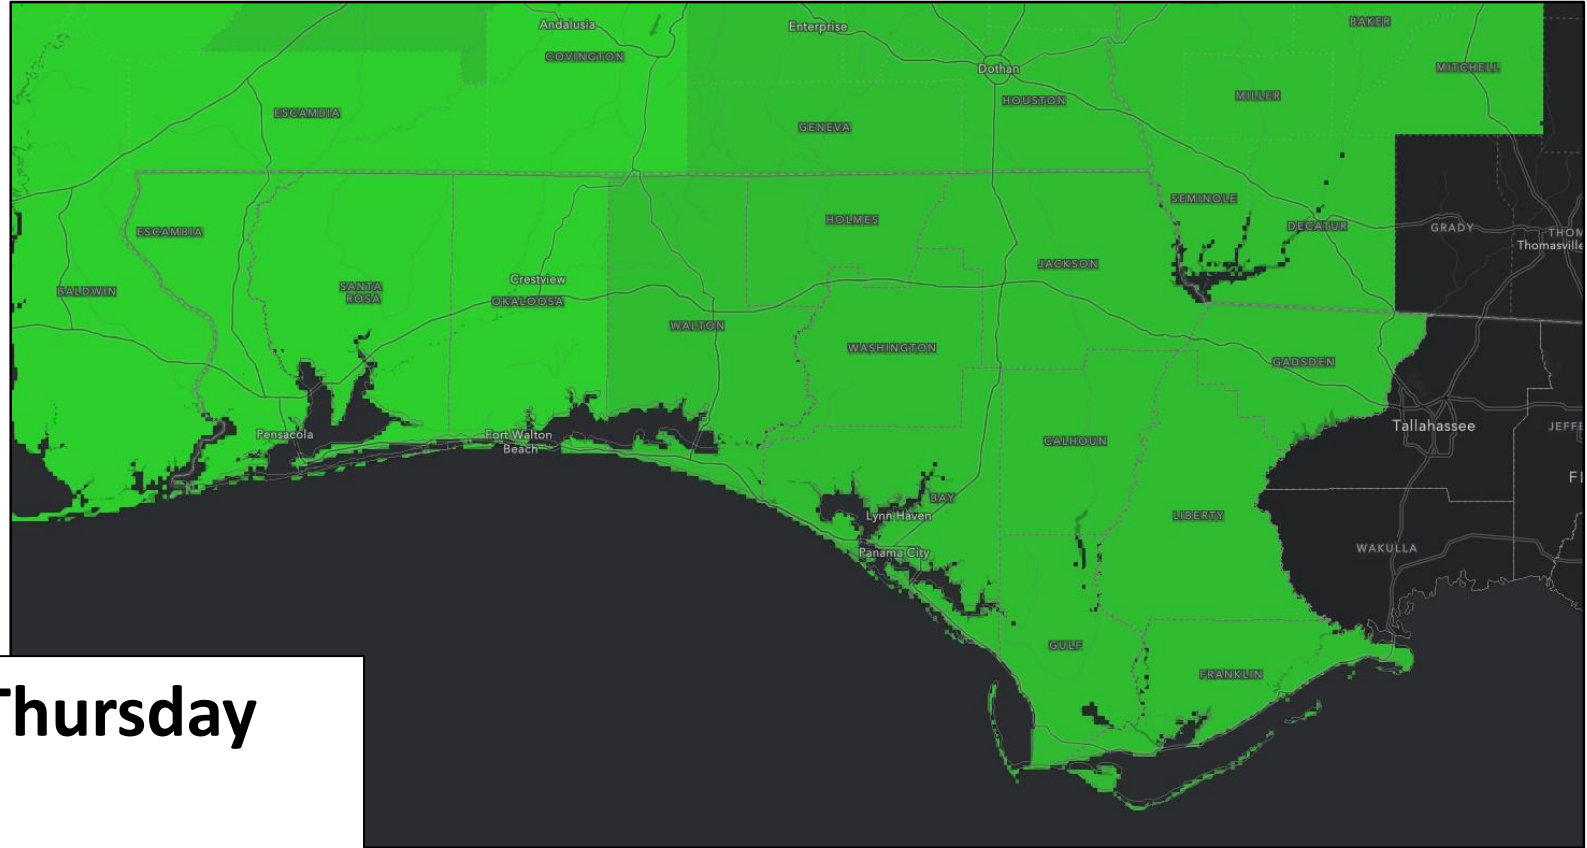 Andalusia
Enterprise
BAKER
COVINGTON
Dothan
MITCHELL
HOUSTON
MILLER
ESCAMBIA
GENEVA
SEMINOLE
HOLMES
DECATUR
GRADY
ESCAMBIA
Thomasville
JACKSON
Crestview
BALDWIN
SANTA
ROSA
OKALOOSA
WALTON
WASHINGTON
GADSDEN
Tallahassee
Pensacola
Fort Walton
Beach
CALHOUN
BAY
Lynn Haven
LIBERTY
Panama City
WAKULLA
GULF
FRANKLIN
Thursday